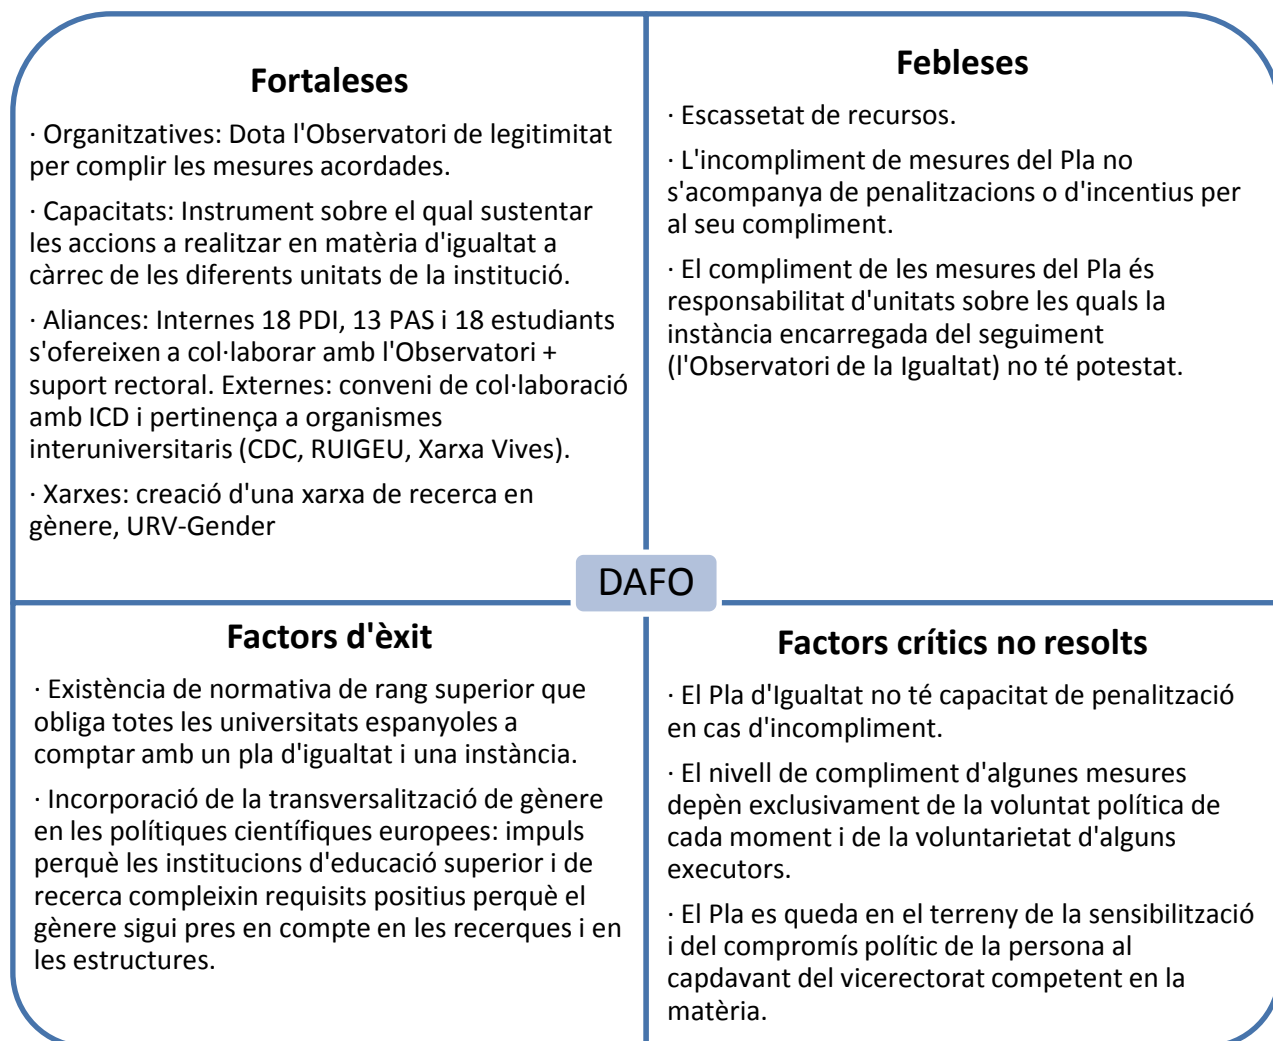 Fortaleses
· Organitzatives: Dota l'Observatori de legitimitat
per complir les mesures acordades.
· Capacitats: Instrument sobre el qual sustentar
les accions a realitzar en matèria d'igualtat a
càrrec de les diferents unitats de la institució.
· Aliances: Internes 18 PDI, 13 PAS i 18 estudiants
s'ofereixen a col·laborar amb l'Observatori +
suport rectoral. Externes: conveni de col·laboració
amb ICD i pertinença a organismes
interuniversitaris (CDC, RUIGEU, Xarxa Vives).
· Xarxes: creació d'una xarxa de recerca en
gènere, URV-Gender
Febleses
· Escassetat de recursos.
· L'incompliment de mesures del Pla no
s'acompanya de penalitzacions o d'incentius per
al seu compliment.
· El compliment de les mesures del Pla és
responsabilitat d'unitats sobre les quals la
instància encarregada del seguiment
(l'Observatori de la Igualtat) no té potestat.
DAFO
Factors d'èxit
· Existència de normativa de rang superior que
obliga totes les universitats espanyoles a
comptar amb un pla d'igualtat i una instància.
· Incorporació de la transversalització de gènere
en les polítiques científiques europees: impuls
perquè les institucions d'educació superior i de
recerca compleixin requisits positius perquè el
gènere sigui pres en compte en les recerques i en
les estructures.
Factors crítics no resolts
· El Pla d'Igualtat no té capacitat de penalització
en cas d'incompliment.
· El nivell de compliment d'algunes mesures
depèn exclusivament de la voluntat política de
cada moment i de la voluntarietat d'alguns
executors.
· El Pla es queda en el terreny de la sensibilització
i del compromís polític de la persona al
capdavant del vicerectorat competent en la
matèria.